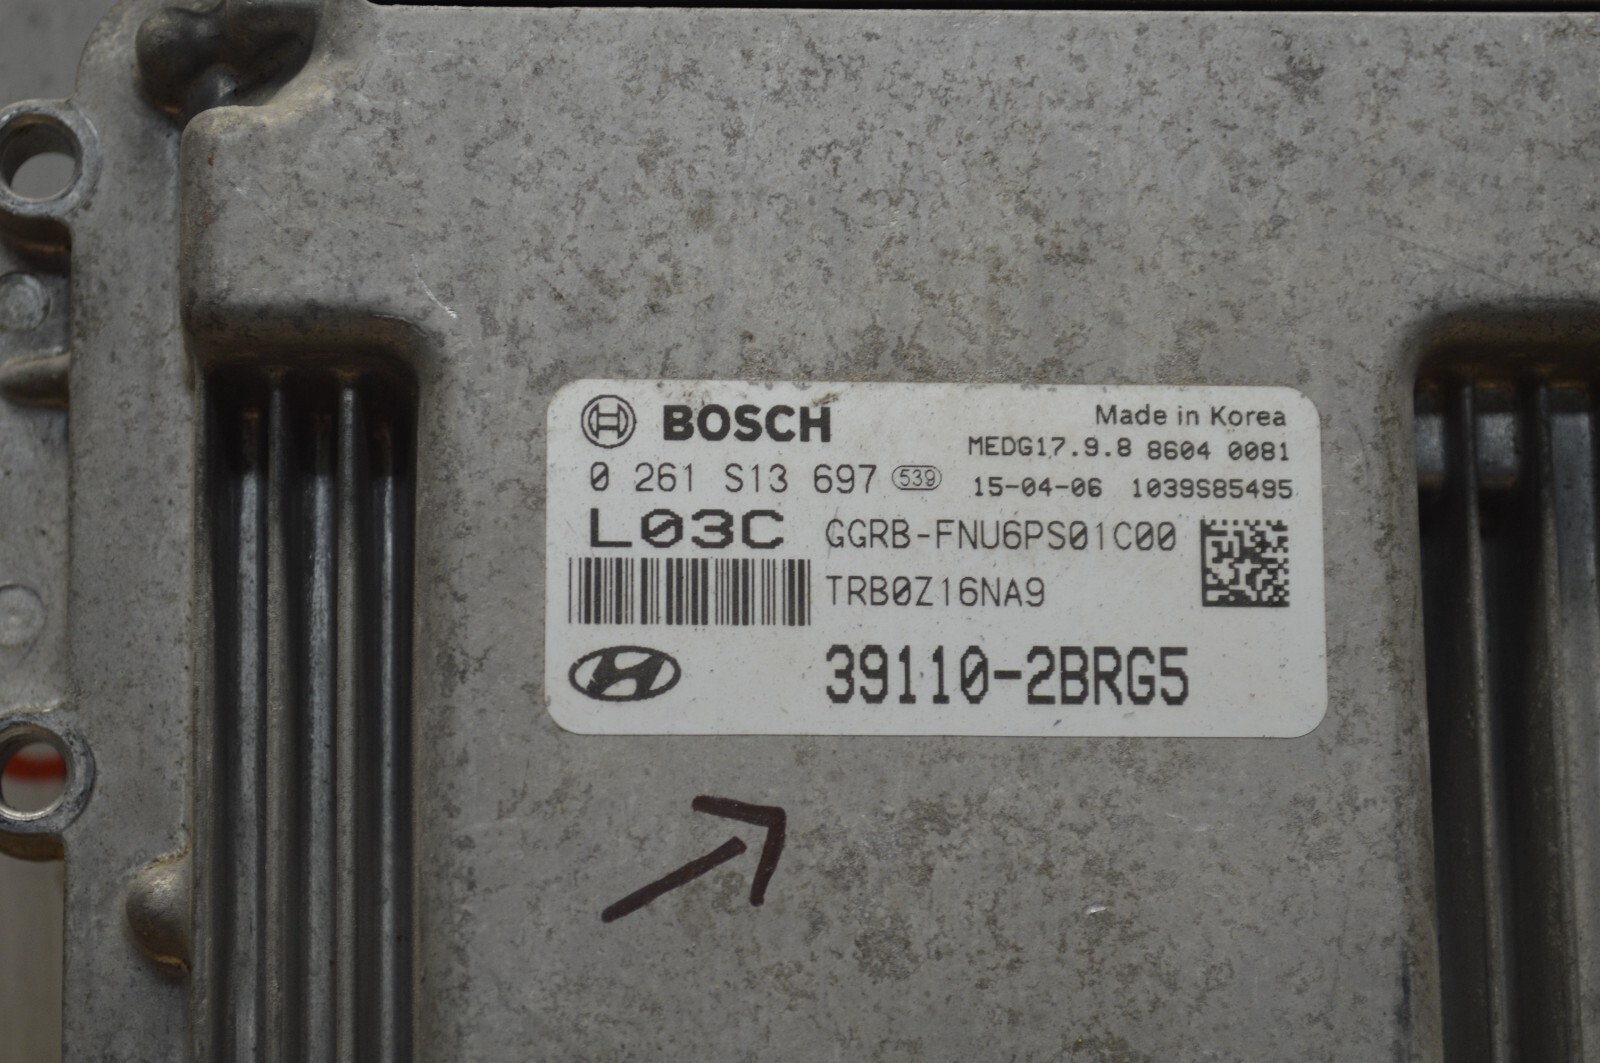 BOSCH
Made in Korea
MEDG17.9.8 8604 0081
0 261 S13 697 539
15-04-06 1039S85495
L03C GGRB-FNU6PS01C00
TRB0Z16NA9
39110-2BRG5